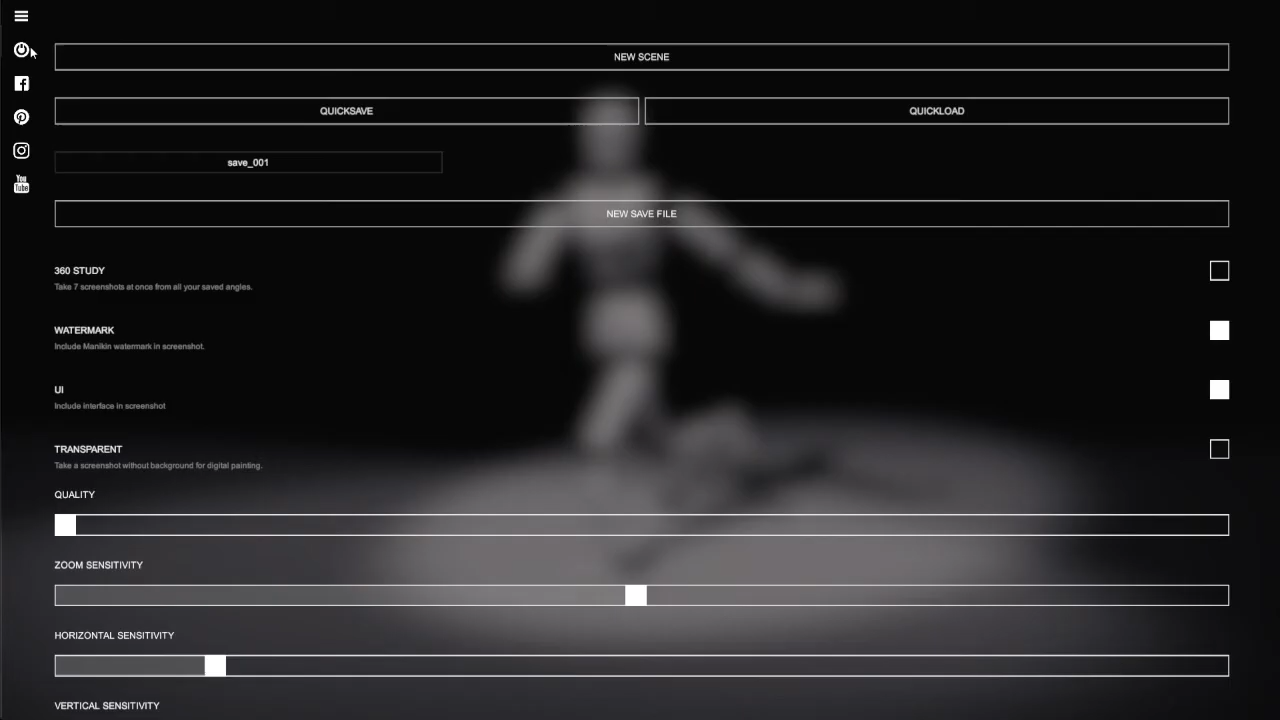 NEW SCENE
QUICKSAVE
QUICKLOAD
save_001
NEW SAVE FILE
360 STUDY
Take 7 screenshots at once from all your saved angles.
WATERMARK
Include Manikin watermark in screenshot.
UI
Include interface in screenshot
TRANSPARENT
Take a screenshot without background for digital painting.
QUALITY
ZOOM SENSITIVITY
HORIZONTAL SENSITIVITY
VERTICAL SENSITIVITY
You
Tube